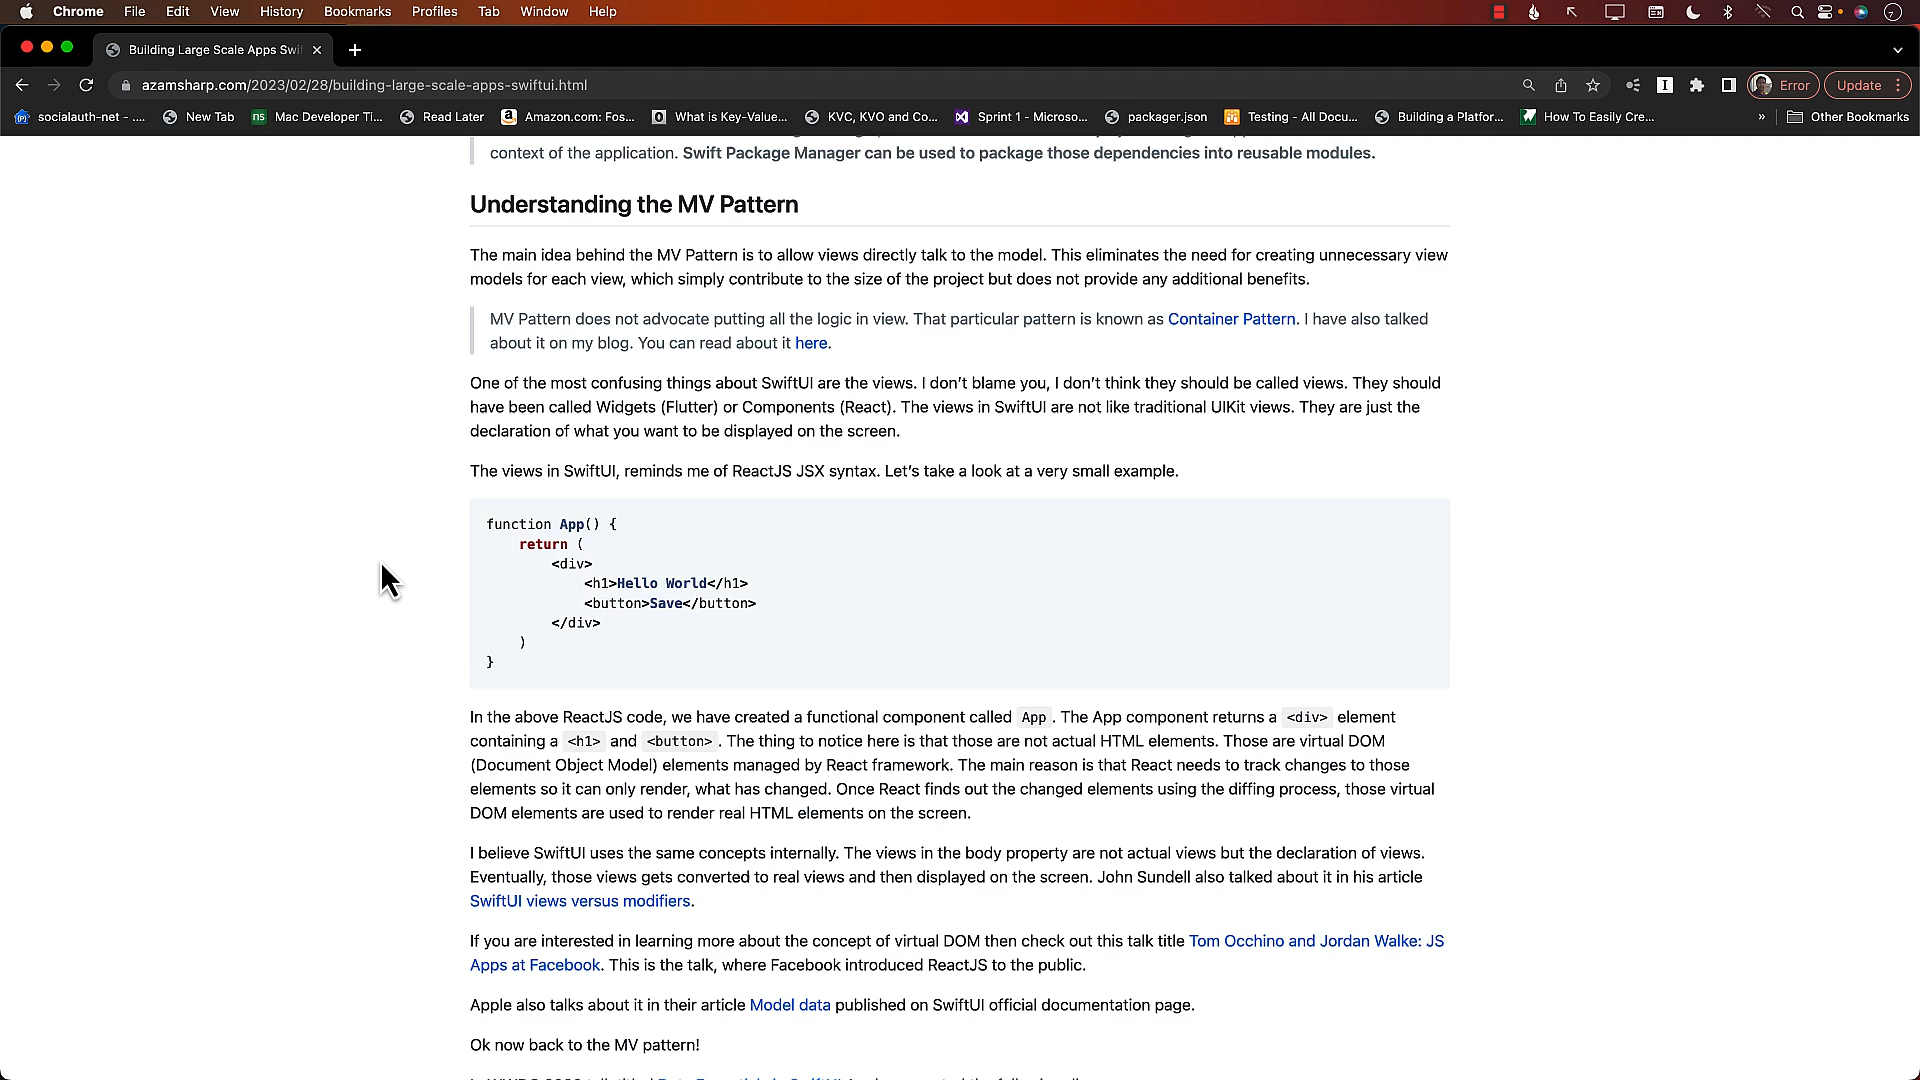 Chrome File Edit View History Bookmarks Profiles Tab Window Help
Building Large Scale Apps Swif
azamsharp.com/2023/02/28/building-large-scale-apps-swiftui.html
Error
Update
socialauth-net - .... New Tab Mac Developer Ti... Read Later Amazon.com: Fos... What is Key-Value... KVC, KVO and Co... Sprint 1 - Microso... packager.json Testing - All Docu... Building a Platfor... How To Easily Cre... » Other Bookmarks
context of the application. Swift Package Manager can be used to package those dependencies into reusable modules.
Understanding the MV Pattern
The main idea behind the MV Pattern is to allow views directly talk to the model. This eliminates the need for creating unnecessary view
models for each view, which simply contribute to the size of the project but does not provide any additional benefits.
MV Pattern does not advocate putting all the logic in view. That particular pattern is known as Container Pattern. I have also talked
about it on my blog. You can read about it here.
One of the most confusing things about SwiftUI are the views. I don't blame you, I don't think they should be called views. They should
have been called Widgets (Flutter) or Components (React). The views in SwiftUI are not like traditional UIKit views. They are just the
declaration of what you want to be displayed on the screen.
The views in SwiftUI, reminds me of ReactJS JSX syntax. Let's take a look at a very small example.
function App() {
return (
<div>
<h1>Hello World</h1>
<button>Save</button>
</div>
)
}
In the above ReactJS code, we have created a functional component called App . The App component returns a <div> element
containing a <h1> and <button> . The thing to notice here is that those are not actual HTML elements. Those are virtual DOM
(Document Object Model) elements managed by React framework. The main reason is that React needs to track changes to those
elements so it can only render, what has changed. Once React finds out the changed elements using the diffing process, those virtual
DOM elements are used to render real HTML elements on the screen.
I believe SwiftUI uses the same concepts internally. The views in the body property are not actual views but the declaration of views.
Eventually, those views gets converted to real views and then displayed on the screen. John Sundell also talked about it in his article
SwiftUI views versus modifiers.
If you are interested in learning more about the concept of virtual DOM then check out this talk title Tom Occhino and Jordan Walke: JS
Apps at Facebook. This is the talk, where Facebook introduced ReactJS to the public.
Apple also talks about it in their article Model data published on SwiftUI official documentation page.
Ok now back to the MV pattern!